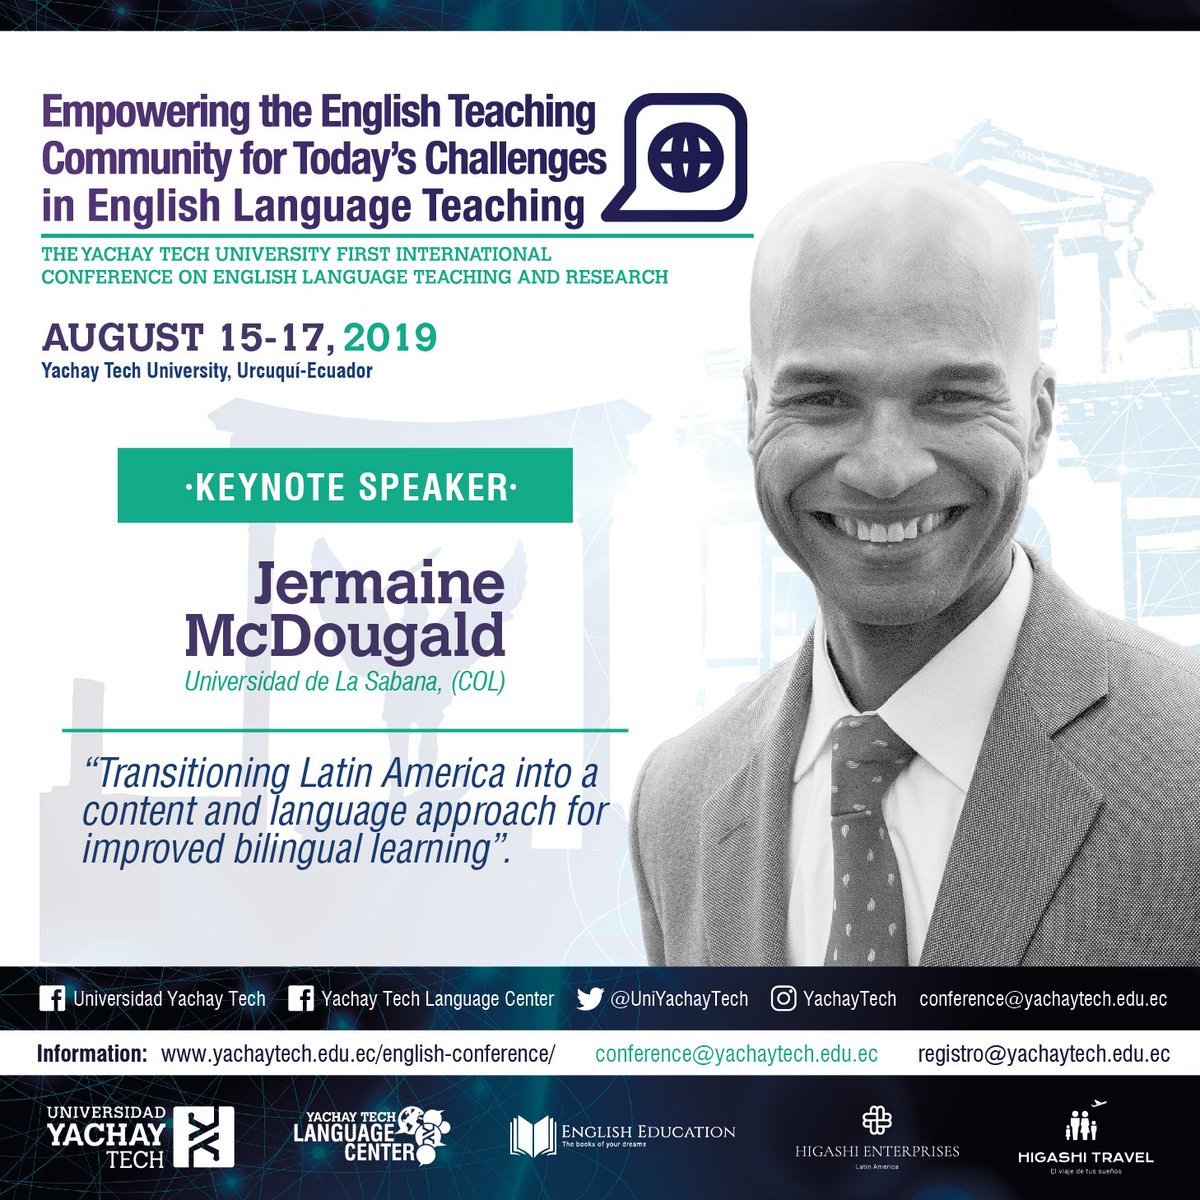 Empowering the English Teaching
Community for Today's Challenges
in English Language Teaching
THE YACHAY TECH UNIVERSITY FIRST INTERNATIONAL
CONFERENCE ON ENGLISH LANGUAGE TEACHING AND RESEARCH
AUGUST 15-17, 2019
Yachay Tech University, Urcuquí-Ecuador
·KEYNOTE SPEAKER·
Jermaine
McDougald
Universidad de La Sabana, (COL)
“Transitioning Latin America into a
content and language approach for
improved bilingual learning”.
Universidad Yachay Tech Yachay Tech Language Center @UniYachayTech YachayTech conference@yachaytech.edu.ec
Information: www.yachaytech.edu.ec/english-conference/ conference@yachaytech.edu.ec registro@yachaytech.edu.ec
UNIVERSIDAD
YACHAY
TECH
YACHAY TECH
LANGUAGE
CENTER
ENGLISH EDUCATION
The books of your dreams
HIGASHI ENTERPRISES
Latin America
HIGASHI TRAVEL
El viaje de tus sueños